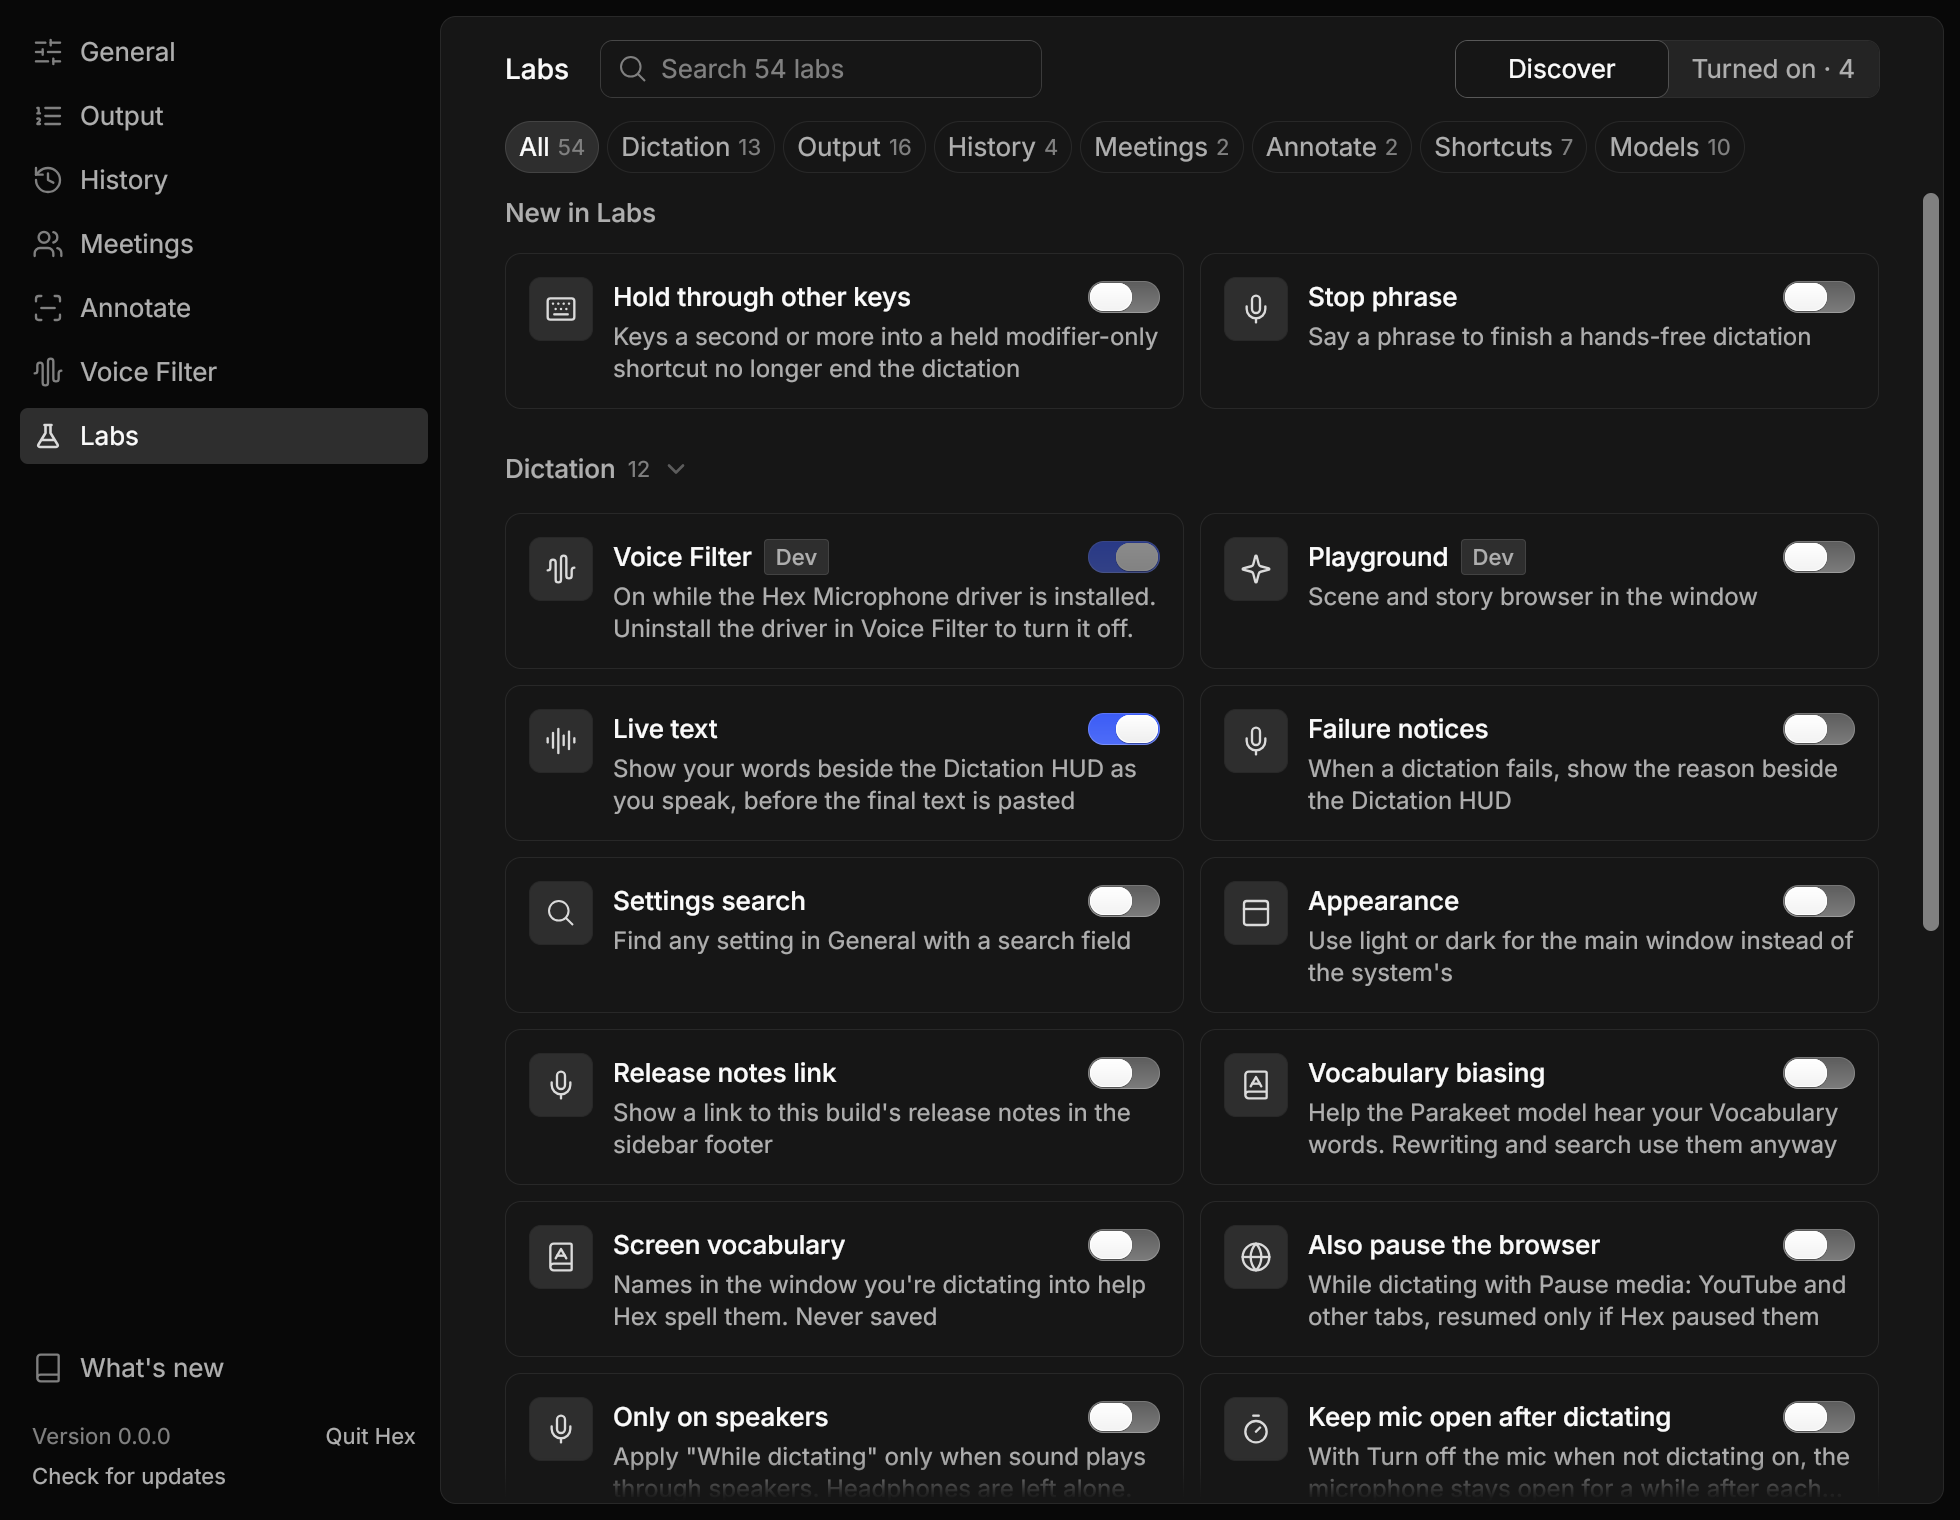 General
Output
History
Meetings
Annotate
Voice Filter
Labs
What's new
Version 0.0.0
Quit Hex
Check for updates
Labs
Search 54 labs
Discover
Turned on · 4
All 54
Dictation 13
Output 16
History 4
Meetings 2
Annotate 2
Shortcuts 7
Models 10
New in Labs
Hold through other keys
Keys a second or more into a held modifier-only
shortcut no longer end the dictation
Stop phrase
Say a phrase to finish a hands-free dictation
Dictation 12
Voice Filter Dev
On while the Hex Microphone driver is installed.
Uninstall the driver in Voice Filter to turn it off.
Playground Dev
Scene and story browser in the window
Live text
Show your words beside the Dictation HUD as
you speak, before the final text is pasted
Failure notices
When a dictation fails, show the reason beside
the Dictation HUD
Settings search
Find any setting in General with a search field
Appearance
Use light or dark for the main window instead of
the system's
Release notes link
Show a link to this build's release notes in the
sidebar footer
Vocabulary biasing
Help the Parakeet model hear your Vocabulary
words. Rewriting and search use them anyway
Screen vocabulary
Names in the window you're dictating into help
Hex spell them. Never saved
Also pause the browser
While dictating with Pause media: YouTube and
other tabs, resumed only if Hex paused them
Only on speakers
Apply "While dictating" only when sound plays
through speakers. Headphones are left alone.
Keep mic open after dictating
With Turn off the mic when not dictating on, the
microphone stays open for a while after each...